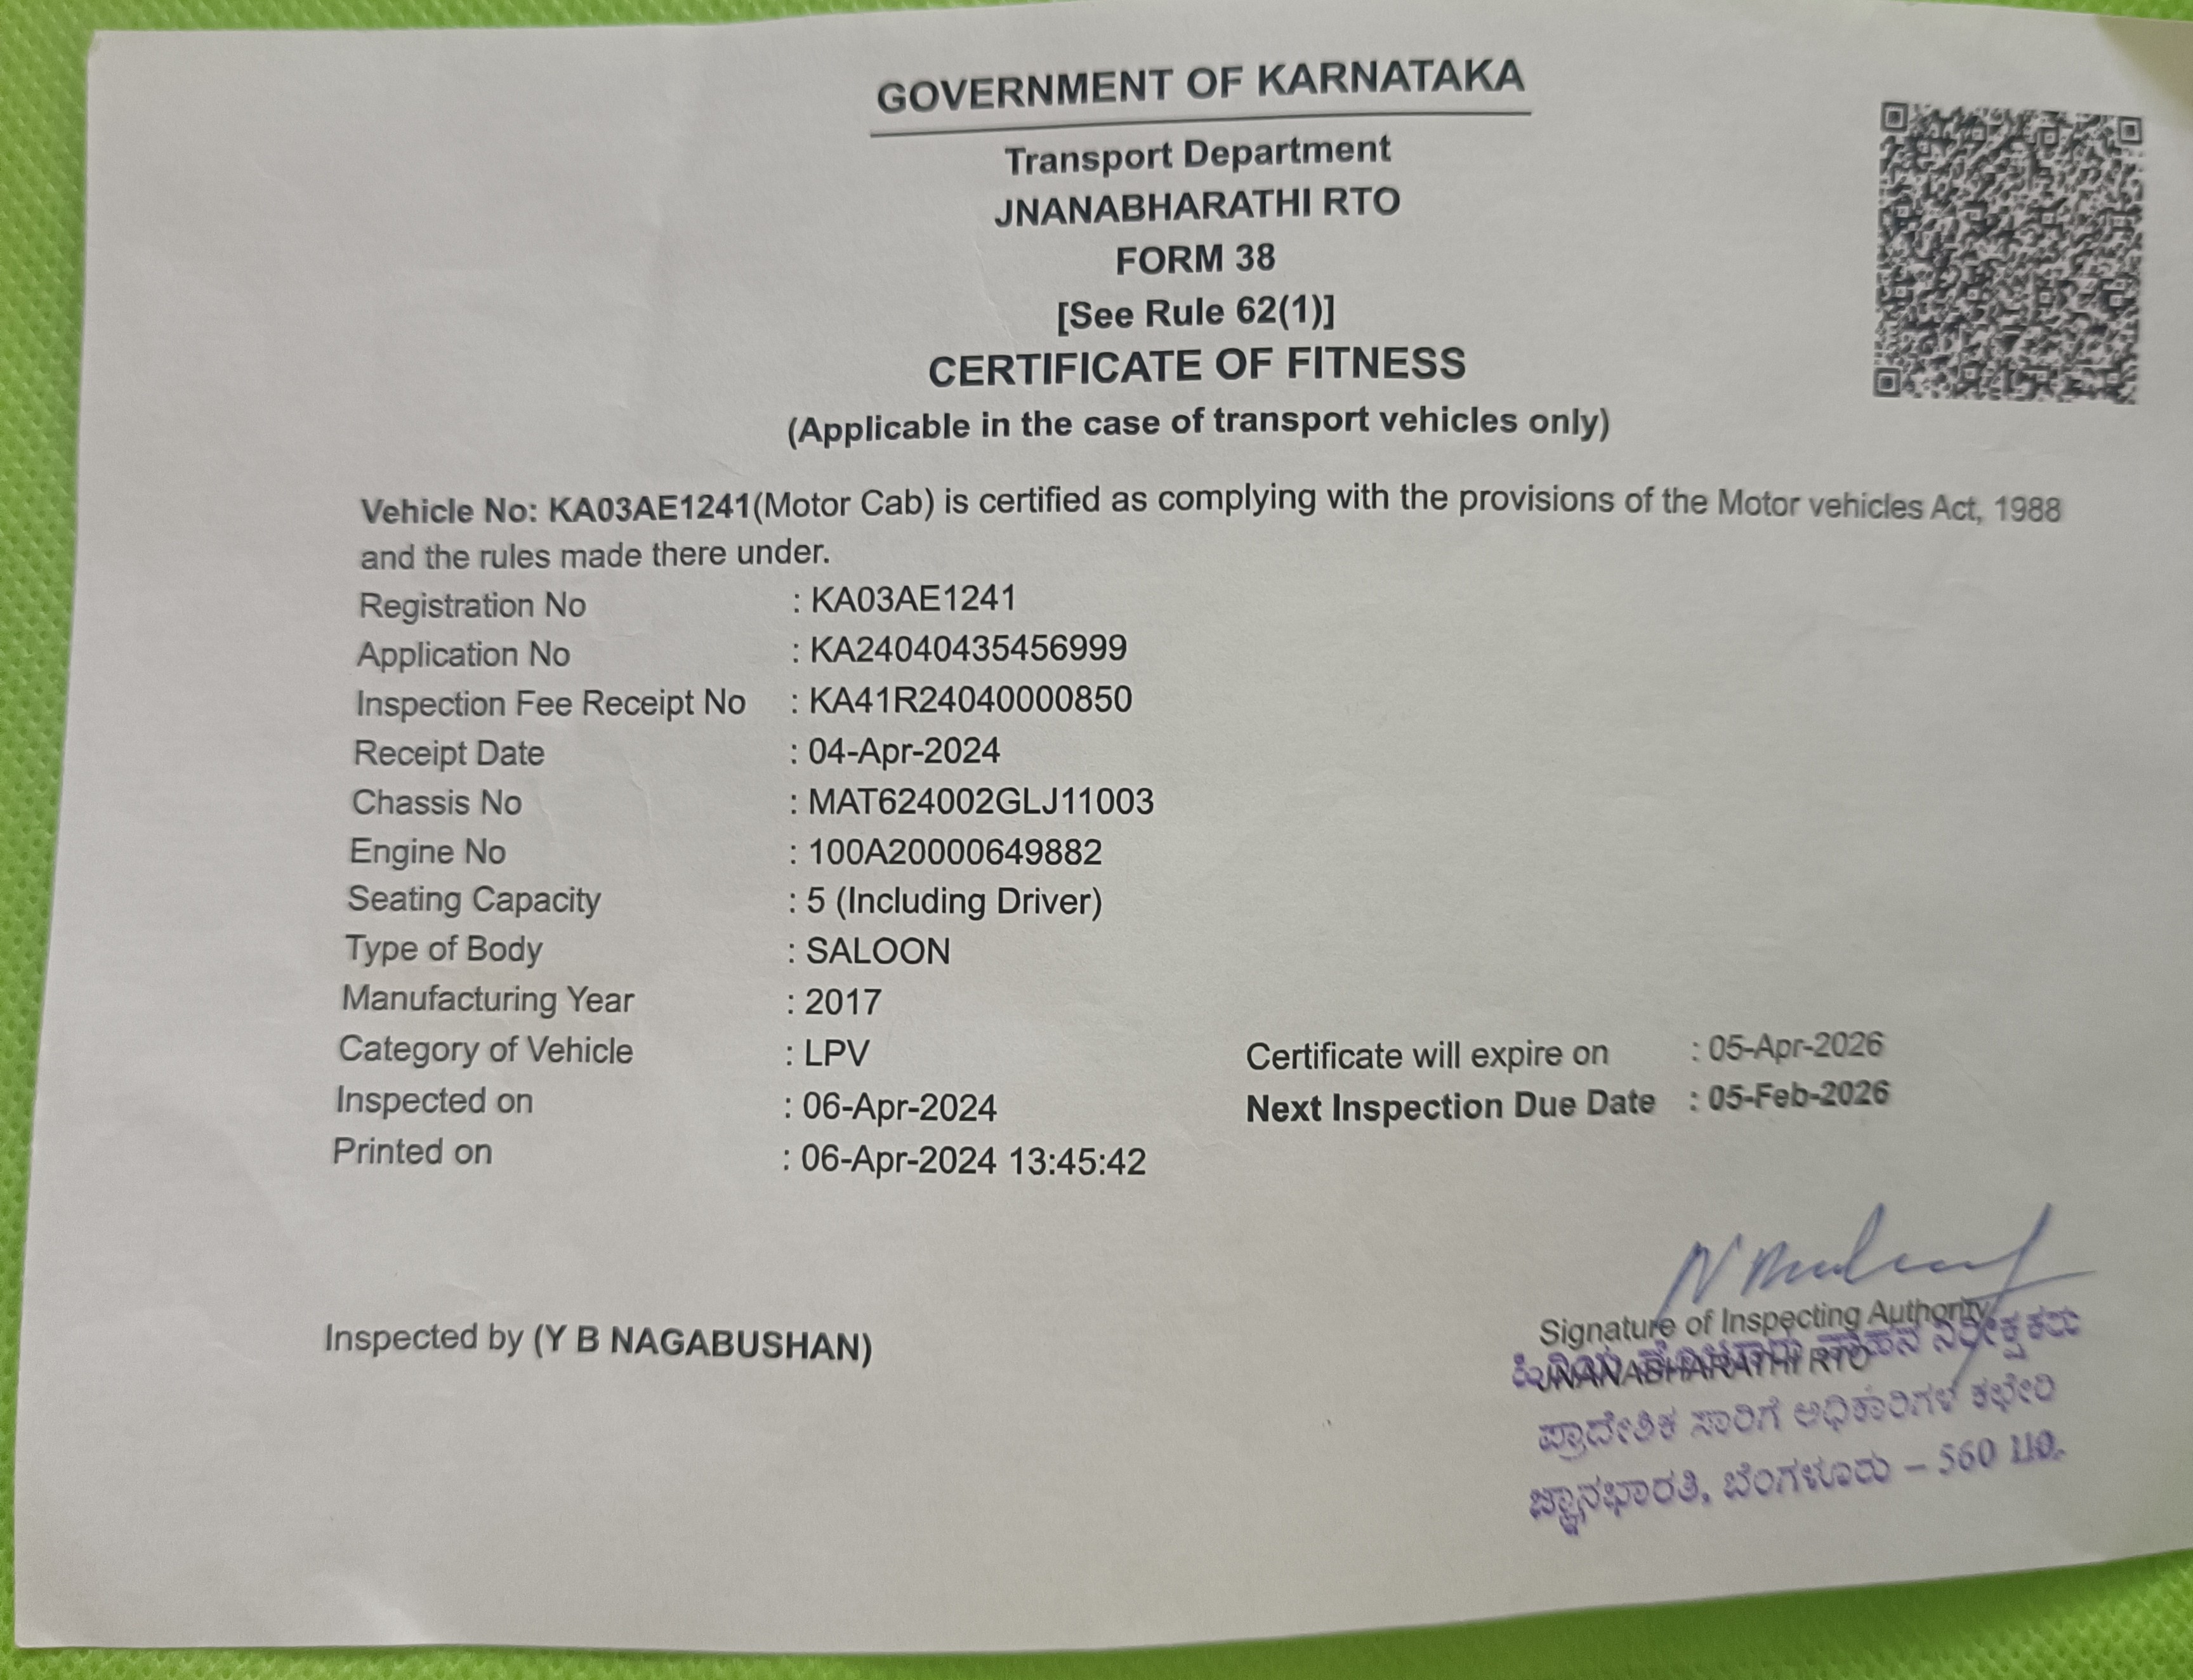 GOVERNMENT OF KARNATAKA
Transport Department
JNANABHARATHI RTO
FORM 38
[See Rule 62(1)]
CERTIFICATE OF FITNESS
(Applicable in the case of transport vehicles only)
Vehicle No: KA03AE1241(Motor Cab) is certified as complying with the provisions of the Motor vehicles Act, 1988
and the rules made there under.
Registration No : KA03AE1241
Application No : KA24040435456999
Inspection Fee Receipt No : KA41R24040000850
Receipt Date : 04-Apr-2024
Chassis No : MAT624002GLJ11003
Engine No : 100A20000649882
Seating Capacity : 5 (Including Driver)
Type of Body : SALOON
Manufacturing Year : 2017
Category of Vehicle : LPV Certificate will expire on : 05-Apr-2026
Inspected on : 06-Apr-2024 Next Inspection Due Date : 05-Feb-2026
Printed on : 06-Apr-2024 13:45:42
Inspected by (Y B NAGABUSHAN)
Signature of Inspecting Authority
ಹಿರಿಯ ಮೋಟಾರು ವಾಹನ ನಿರೀಕ್ಷಕರು
JNANABHARATHI RTO
ಪ್ರಾದೇಶಿಕ ಸಾರಿಗೆ ಅಧಿಕಾರಿಗಳ ಕಛೇರಿ
ಜ್ಞಾನಭಾರತಿ, ಬೆಂಗಳೂರು – 560